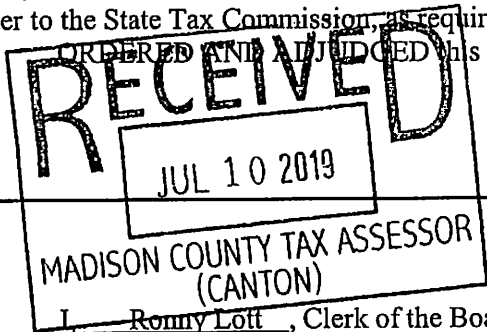 er to the State Tax Commission, as requir
ORDERED AND ADJUDGED this
RECEIVED
JUL 10 2019
MADISON COUNTY TAX ASSESSOR
(CANTON)
I, Ronny Lott, Clerk of the Boa